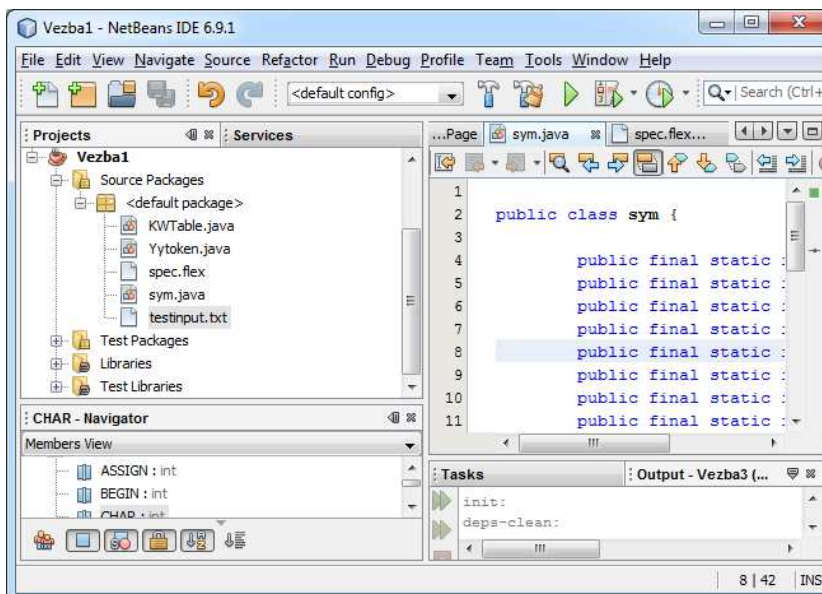 Vezba1 - NetBeans IDE 6.9.1
File Edit View Navigate Source Refactor Run Debug Profile Team Tools Window Help
<default config>
Search (Ctrl+
Projects
Services
Vezba1
Source Packages
<default package>
KWTable.java
Yytoken.java
spec.flex
sym.java
testinput.txt
Test Packages
Libraries
Test Libraries
CHAR - Navigator
Members View
ASSIGN : int
BEGIN : int
CHAR : int
...Page
sym.java
spec.flex...
1
2 public class sym {
3
4 public final static
5 public final static
6 public final static
7 public final static
8 public final static
9 public final static
10 public final static
11 public final static
Tasks
Output - Vezba3 (...
init:
deps-clean:
8 | 42
INS